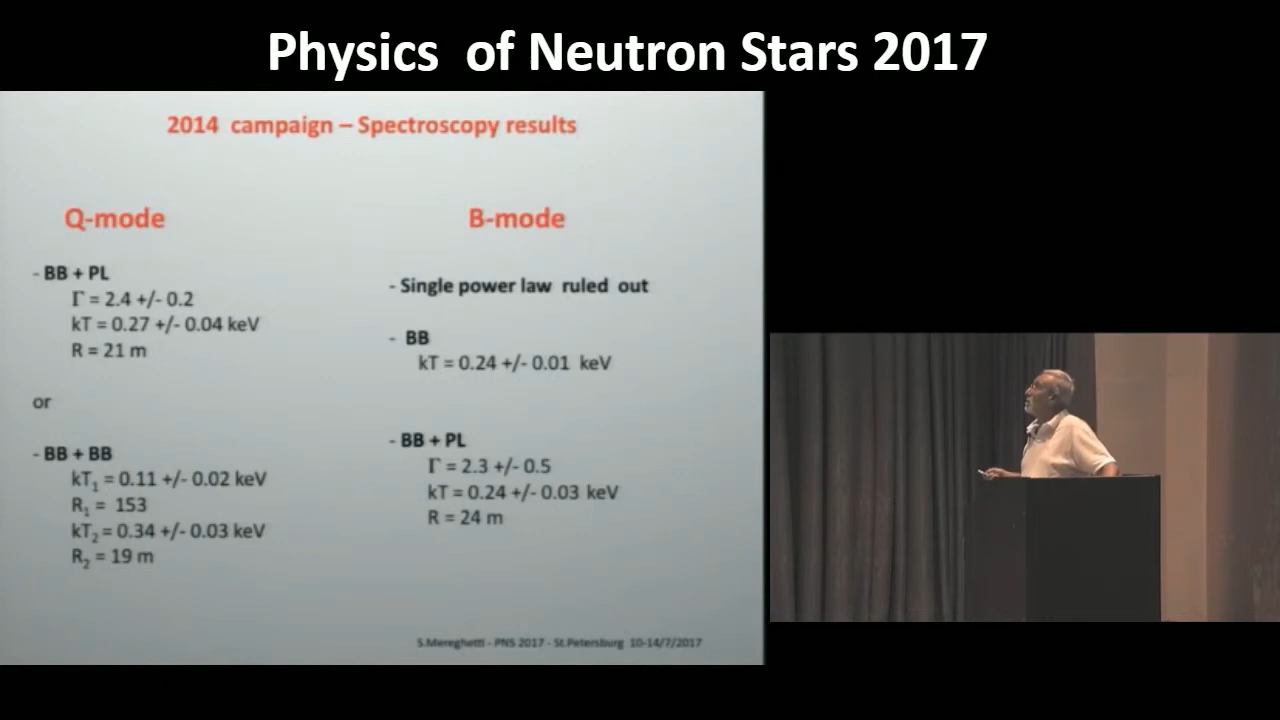 Physics of Neutron Stars 2017
2014 campaign – Spectroscopy results
Q-mode
- BB + PL
Γ = 2.4 +/- 0.2
kT = 0.27 +/- 0.04 keV
R = 21 m
or
- BB + BB
kT₁ = 0.11 +/- 0.02 keV
R₁ = 153
kT₂ = 0.34 +/- 0.03 keV
R₂ = 19 m
B-mode
- Single power law ruled out
- BB
kT = 0.24 +/- 0.01 keV
- BB + PL
Γ = 2.3 +/- 0.5
kT = 0.24 +/- 0.03 keV
R = 24 m
S.Mereghetti - PNS 2017 - St.Petersburg 10-14/7/2017